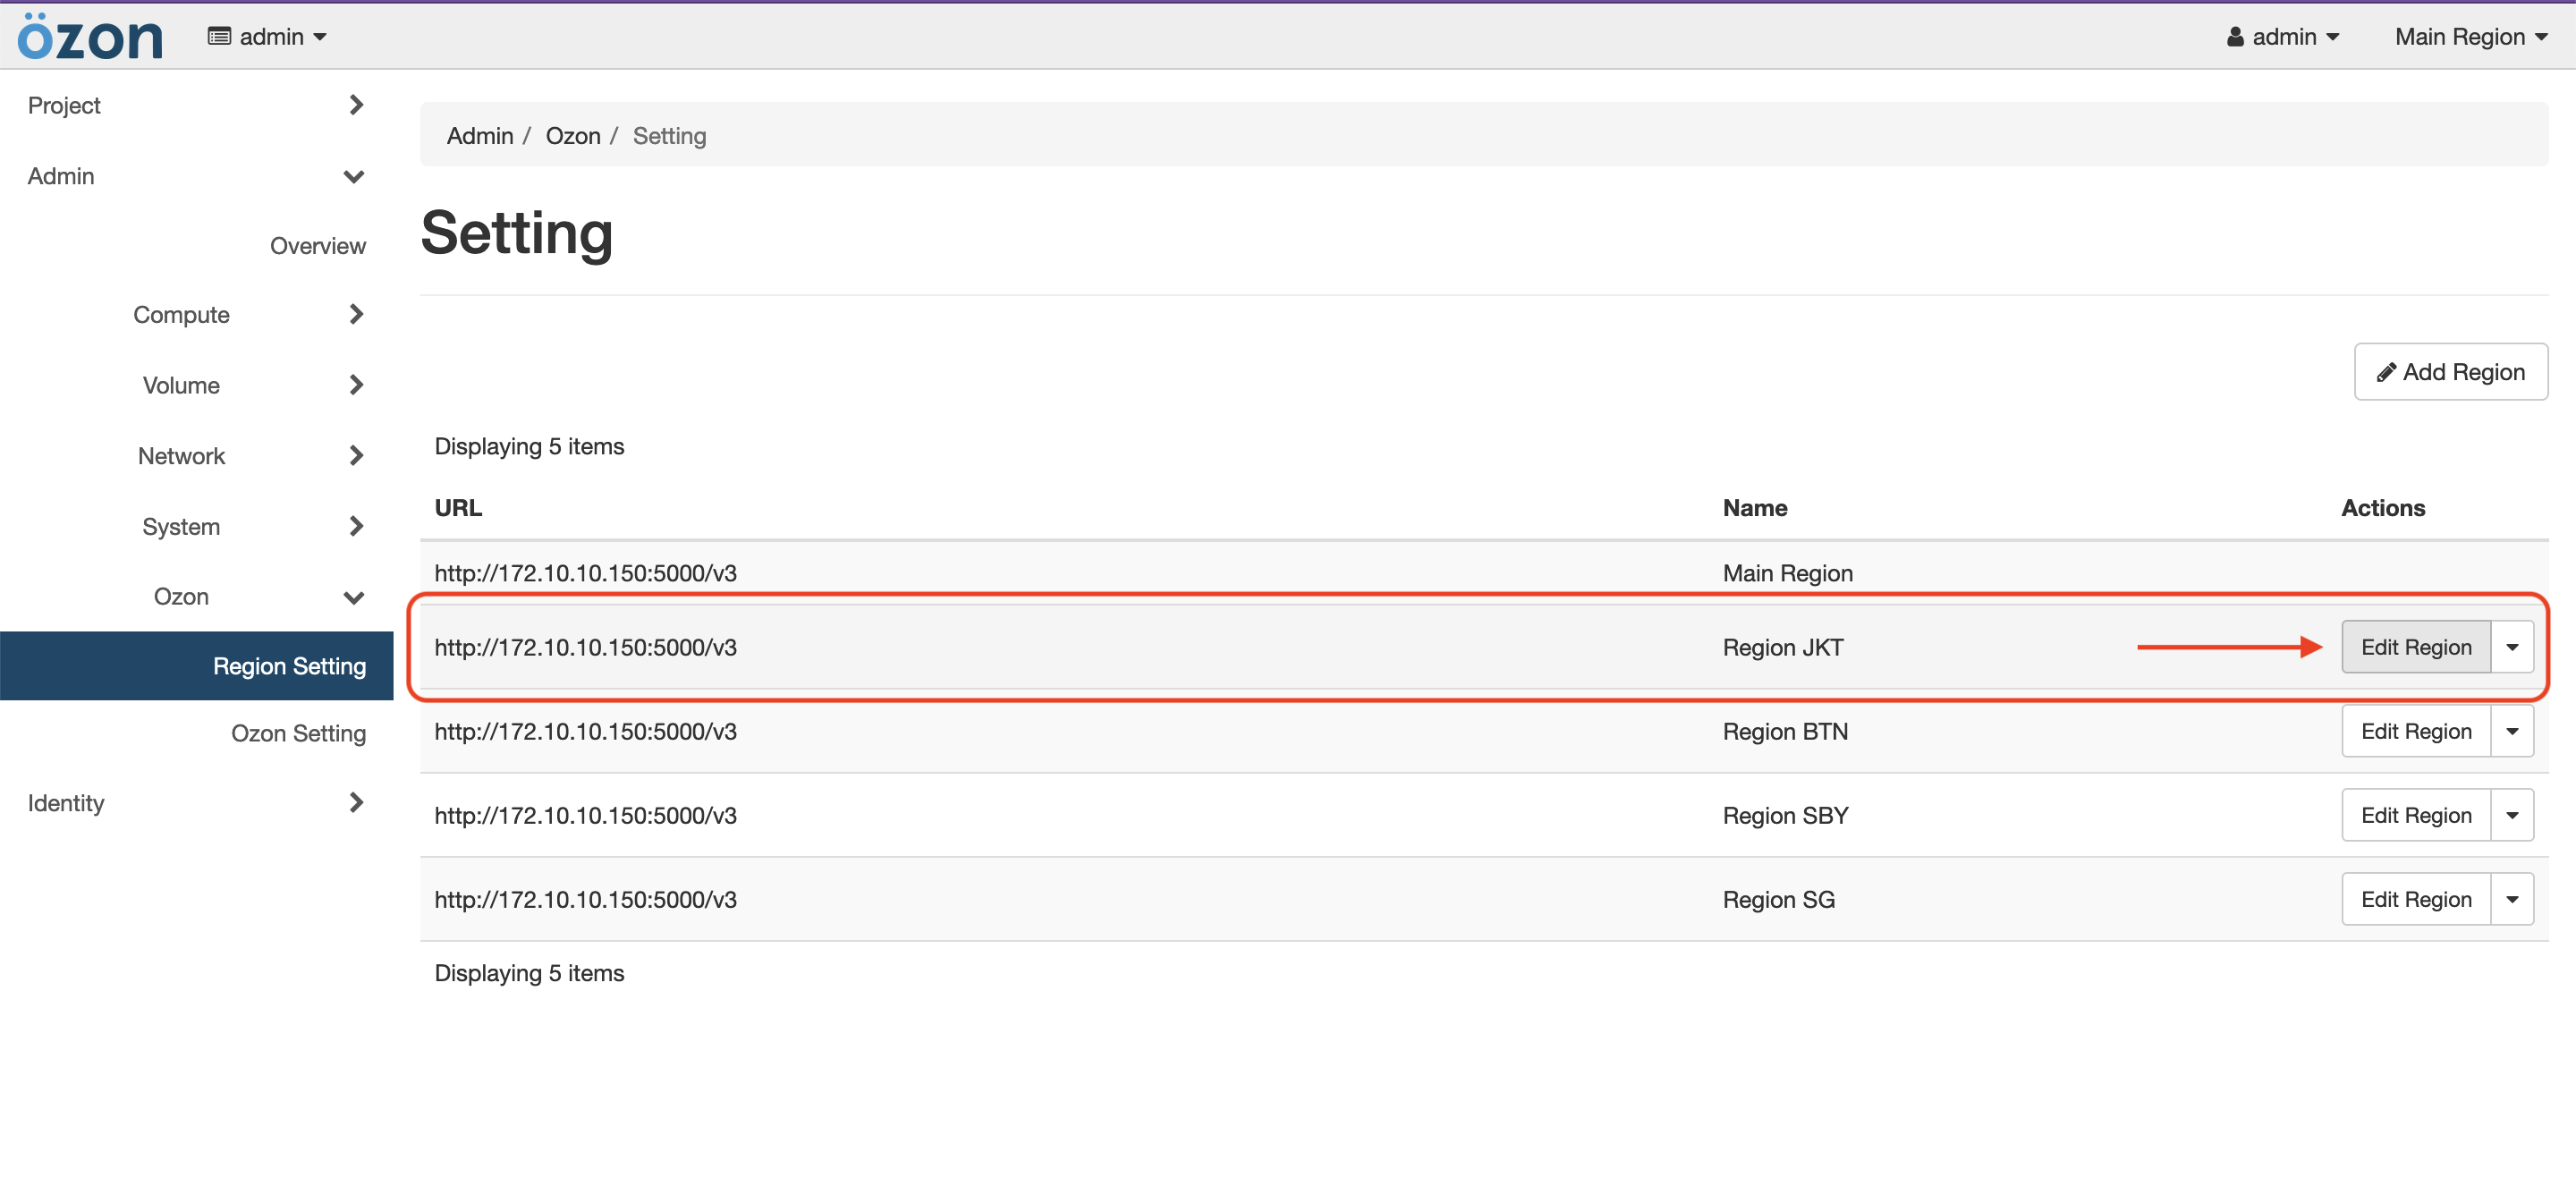 özon admin admin Main Region
Project
Admin
Overview
Compute
Volume
Network
System
Ozon
Region Setting
Ozon Setting
Identity
Admin / Ozon / Setting
Setting
Add Region
Displaying 5 items
URL Name Actions
http://172.10.10.150:5000/v3 Main Region
http://172.10.10.150:5000/v3 Region JKT Edit Region
http://172.10.10.150:5000/v3 Region BTN Edit Region
http://172.10.10.150:5000/v3 Region SBY Edit Region
http://172.10.10.150:5000/v3 Region SG Edit Region
Displaying 5 items